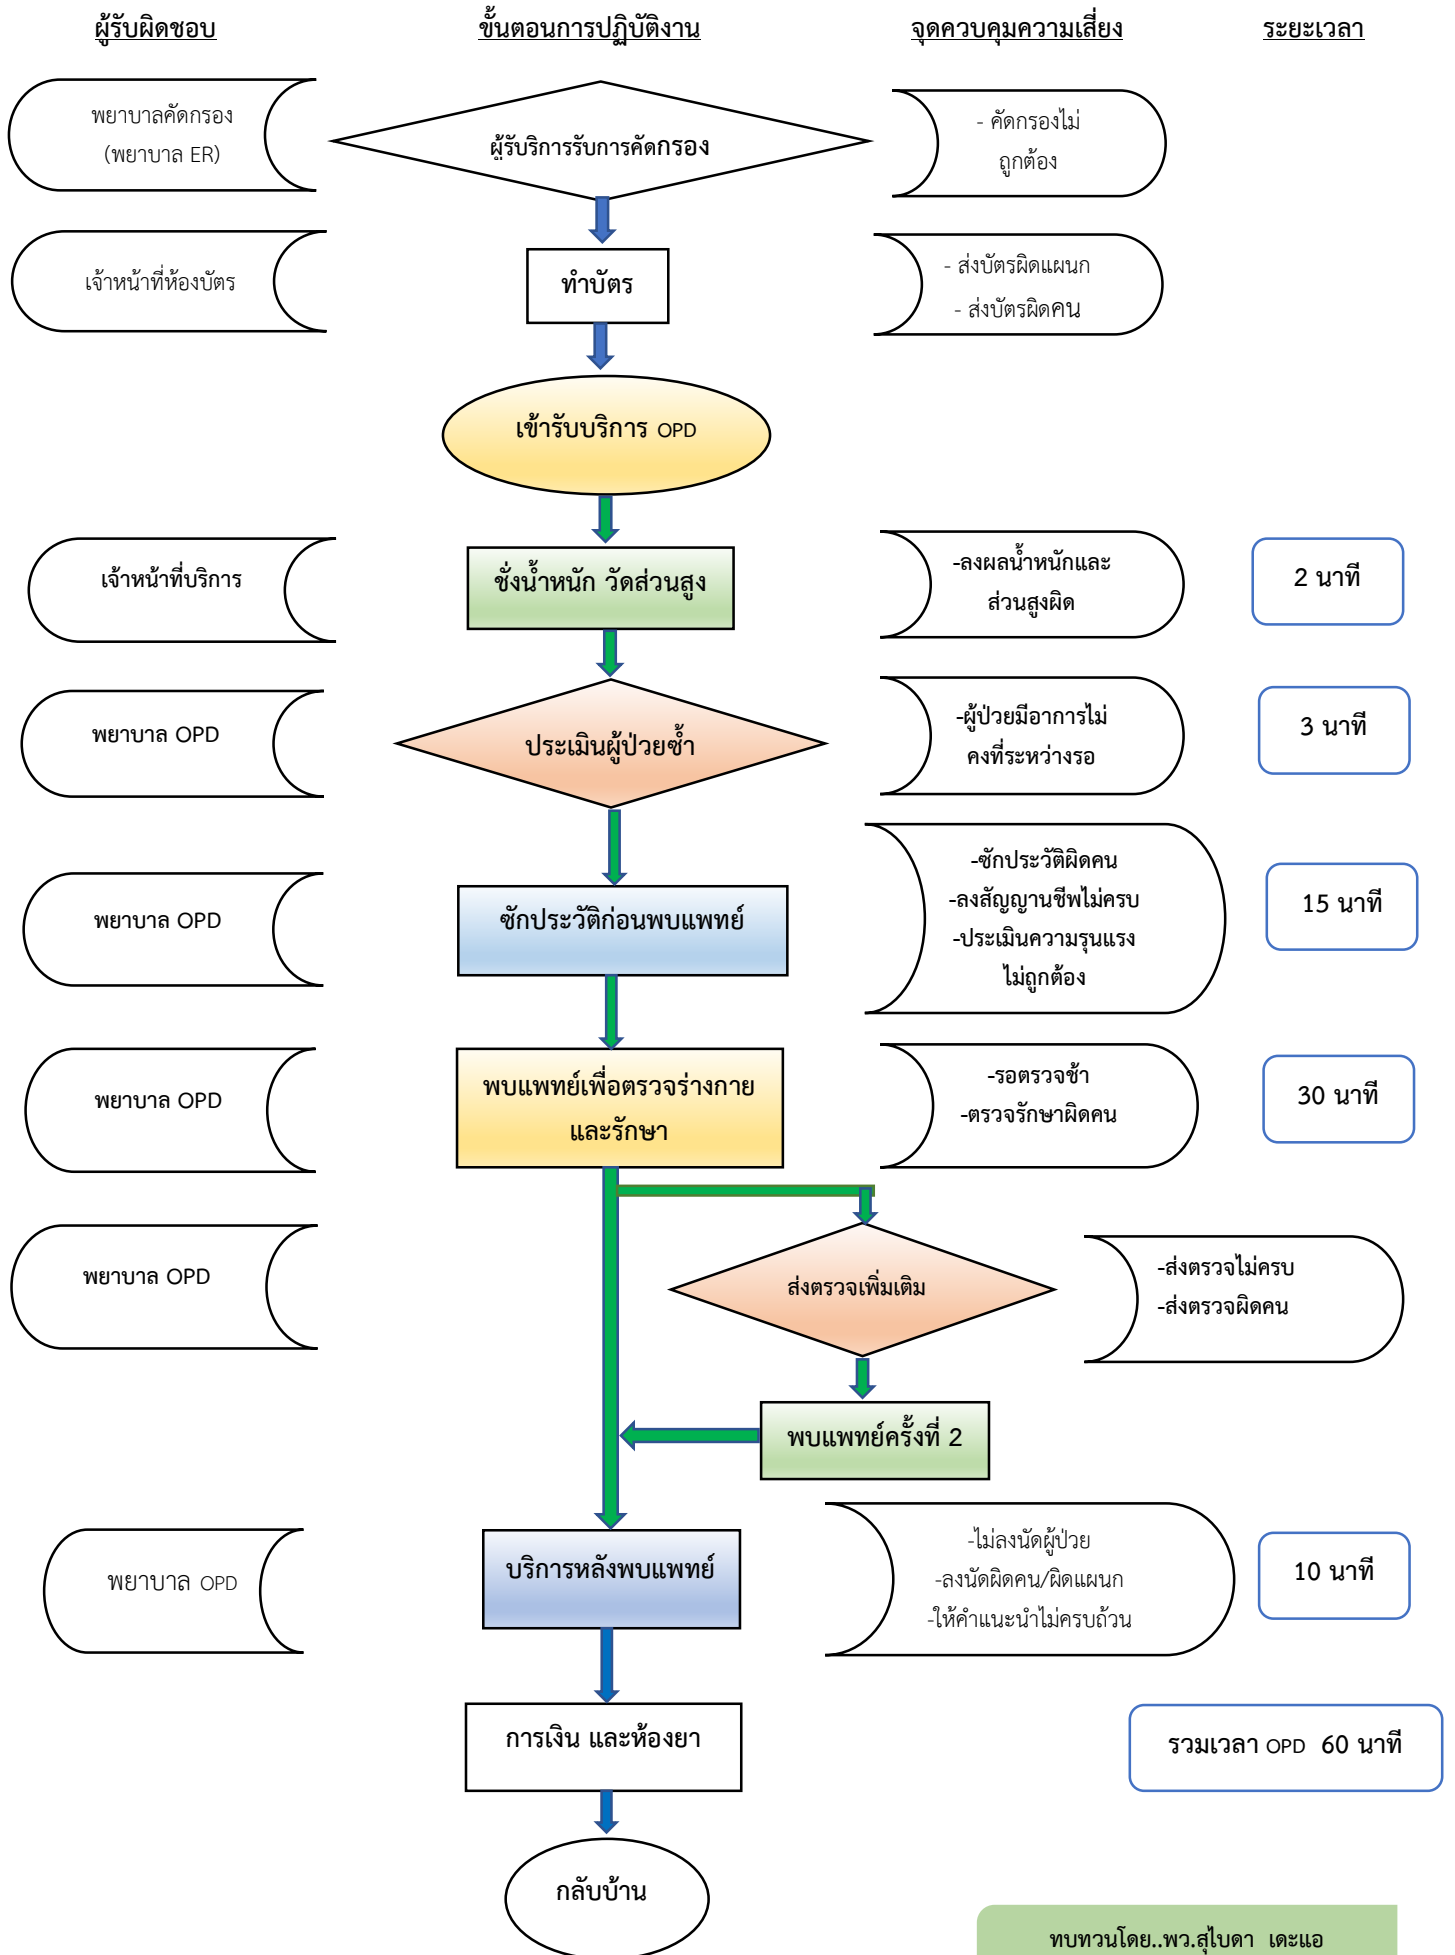 ผู้รับผิดชอบ ขั้นตอนการปฏิบัติงาน จุดควบคุมความเสี่ยง ระยะเวลา
พยาบาลคัดกรอง
(พยาบาล ER)
ผู้รับบริการรับการคัดกรอง
- คัดกรองไม่
ถูกต้อง
เจ้าหน้าที่ห้องบัตร
ทำบัตร
- ส่งบัตรผิดแผนก
- ส่งบัตรผิดคน
เข้ารับบริการ OPD
เจ้าหน้าที่บริการ
ชั่งน้ำหนัก วัดส่วนสูง
-ลงผลน้ำหนักและ
ส่วนสูงผิด
2 นาที
พยาบาล OPD
ประเมินผู้ป่วยซ้ำ
-ผู้ป่วยมีอาการไม่
คงที่ระหว่างรอ
3 นาที
พยาบาล OPD
ซักประวัติก่อนพบแพทย์
-ซักประวัติผิดคน
-ลงสัญญานชีพไม่ครบ
-ประเมินความรุนแรง
ไม่ถูกต้อง
15 นาที
พยาบาล OPD
พบแพทย์เพื่อตรวจร่างกาย
และรักษา
-รอตรวจช้า
-ตรวจรักษาผิดคน
30 นาที
พยาบาล OPD
ส่งตรวจเพิ่มเติม
-ส่งตรวจไม่ครบ
-ส่งตรวจผิดคน
พบแพทย์ครั้งที่ 2
พยาบาล OPD
บริการหลังพบแพทย์
-ไม่ลงนัดผู้ป่วย
-ลงนัดผิดคน/ผิดแผนก
-ให้คำแนะนำไม่ครบถ้วน
10 นาที
การเงิน และห้องยา
รวมเวลา OPD 60 นาที
กลับบ้าน
ทบทวนโดย..พว.สุไบดา เดะแอ